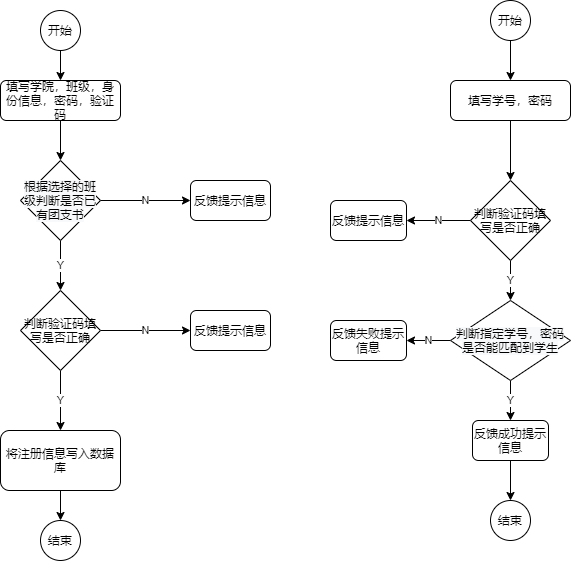 开始
填写学院，班级，身
份信息，密码，验证
码
根据选择的班
级判断是否已
有团支书
N
反馈提示信息
Y
判断验证码填
写是否正确
N
反馈提示信息
Y
将注册信息写入数据
库
结束
开始
填写学号，密码
判断验证码填
写是否正确
N
反馈提示信息
Y
判断指定学号，密码
是否能匹配到学生
N
反馈失败提示
信息
Y
反馈成功提示
信息
结束